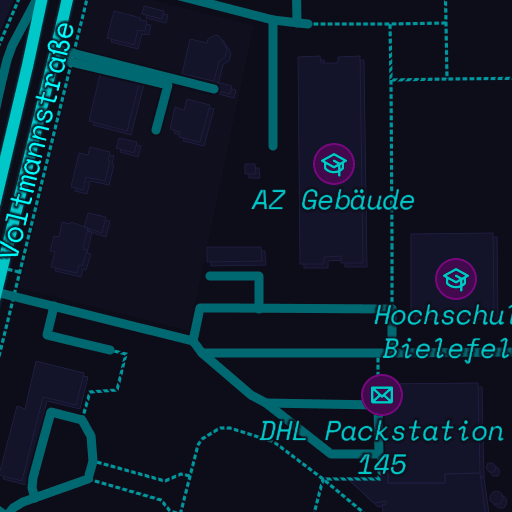 Voltmannstraße
AZ Gebäude
Hochschul
Bielefel
DHL Packstation
145